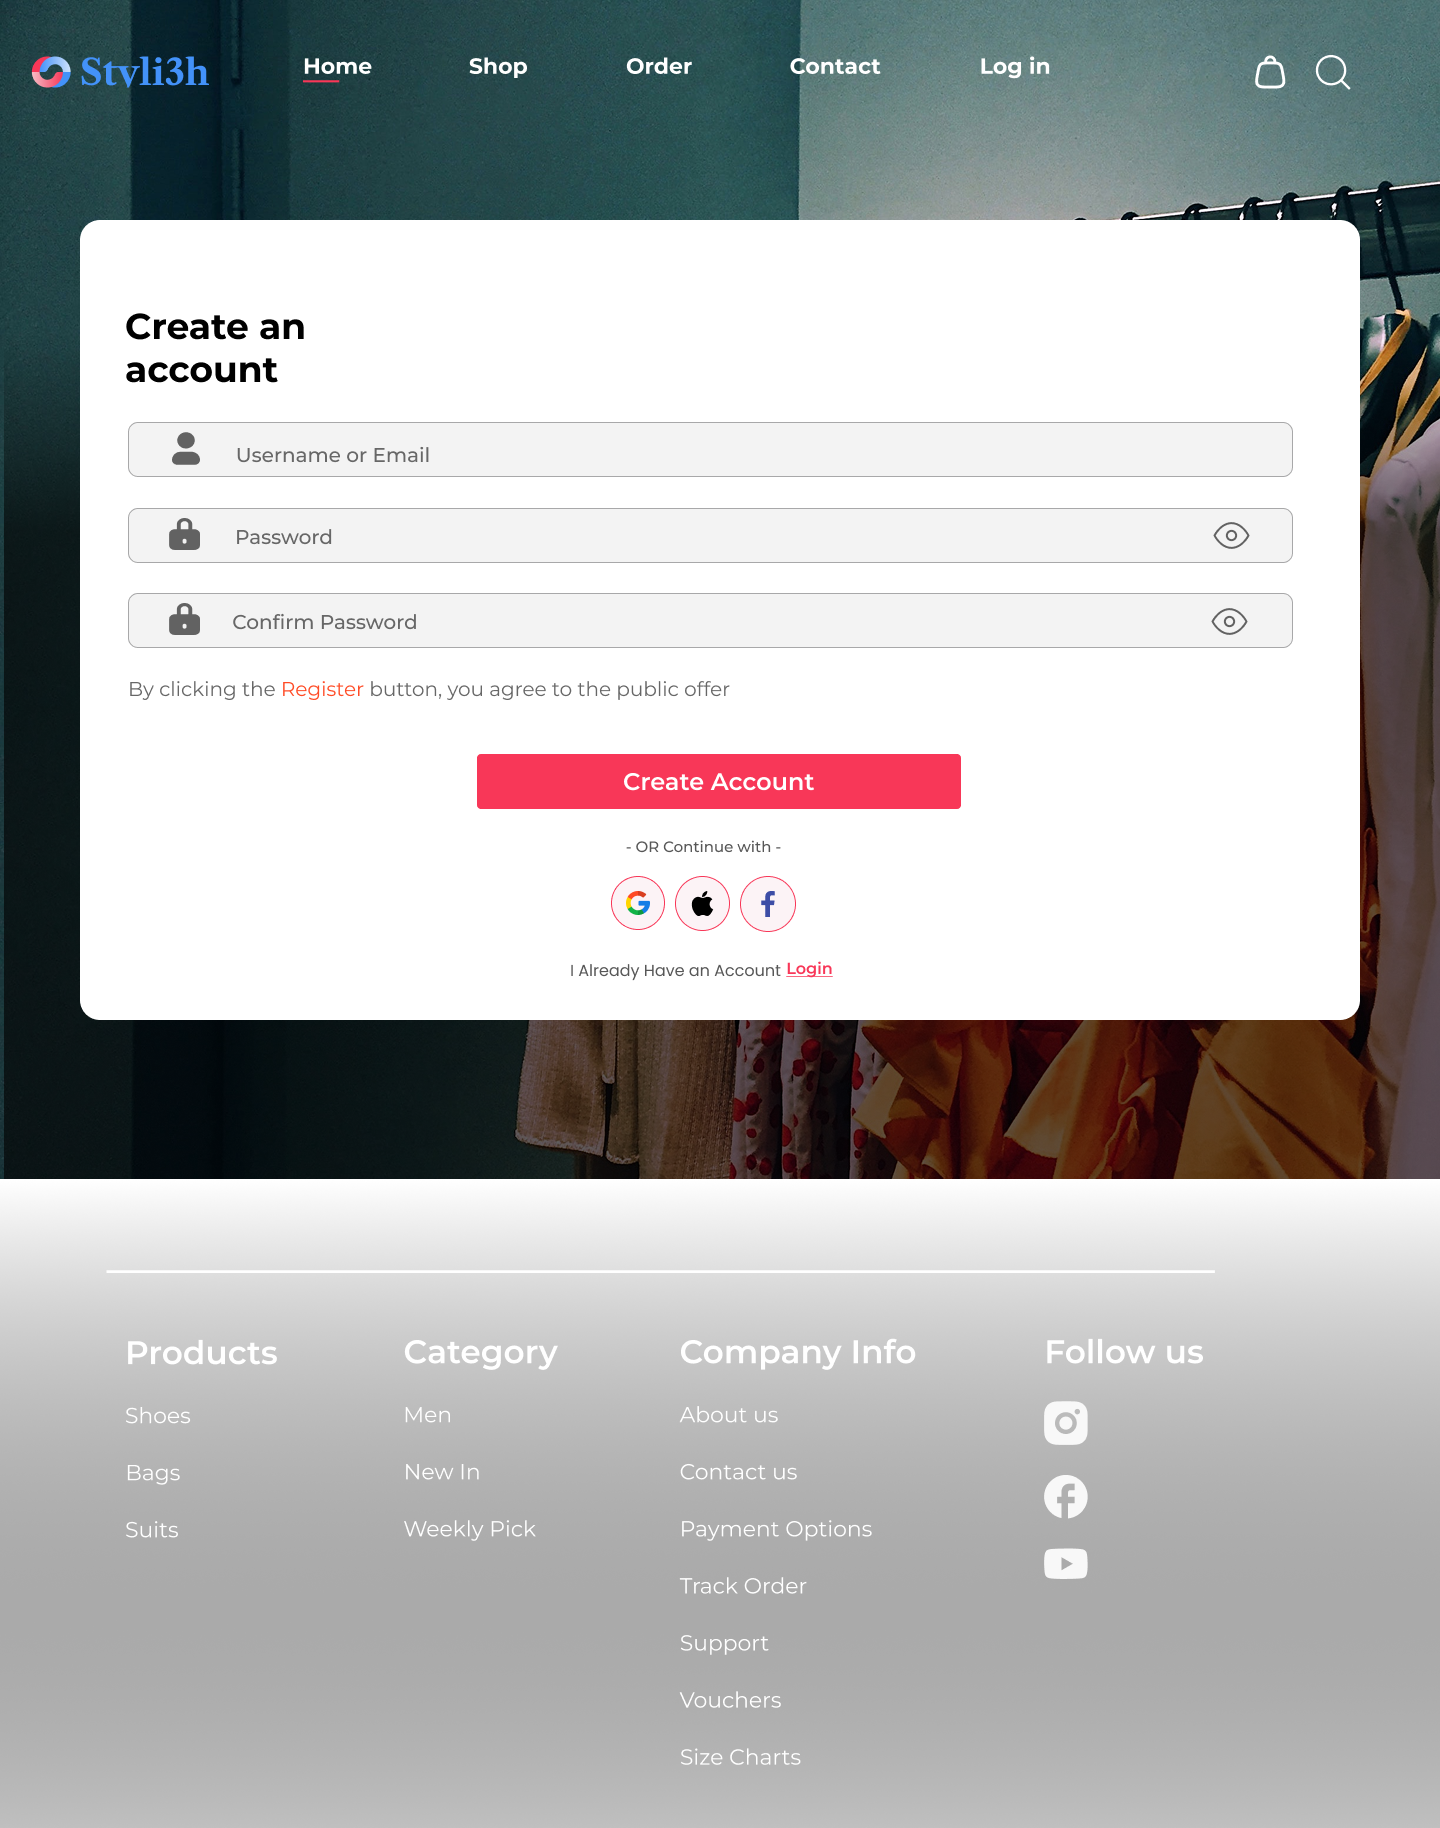 Styli3h
Home
Shop
Order
Contact
Log in
Create an
account
Username or Email
Password
Confirm Password
By clicking the Register button, you agree to the public offer
Create Account
- OR Continue with -
I Already Have an Account Login
Products
Shoes
Bags
Suits
Category
Men
New In
Weekly Pick
Company Info
About us
Contact us
Payment Options
Track Order
Support
Vouchers
Size Charts
Follow us